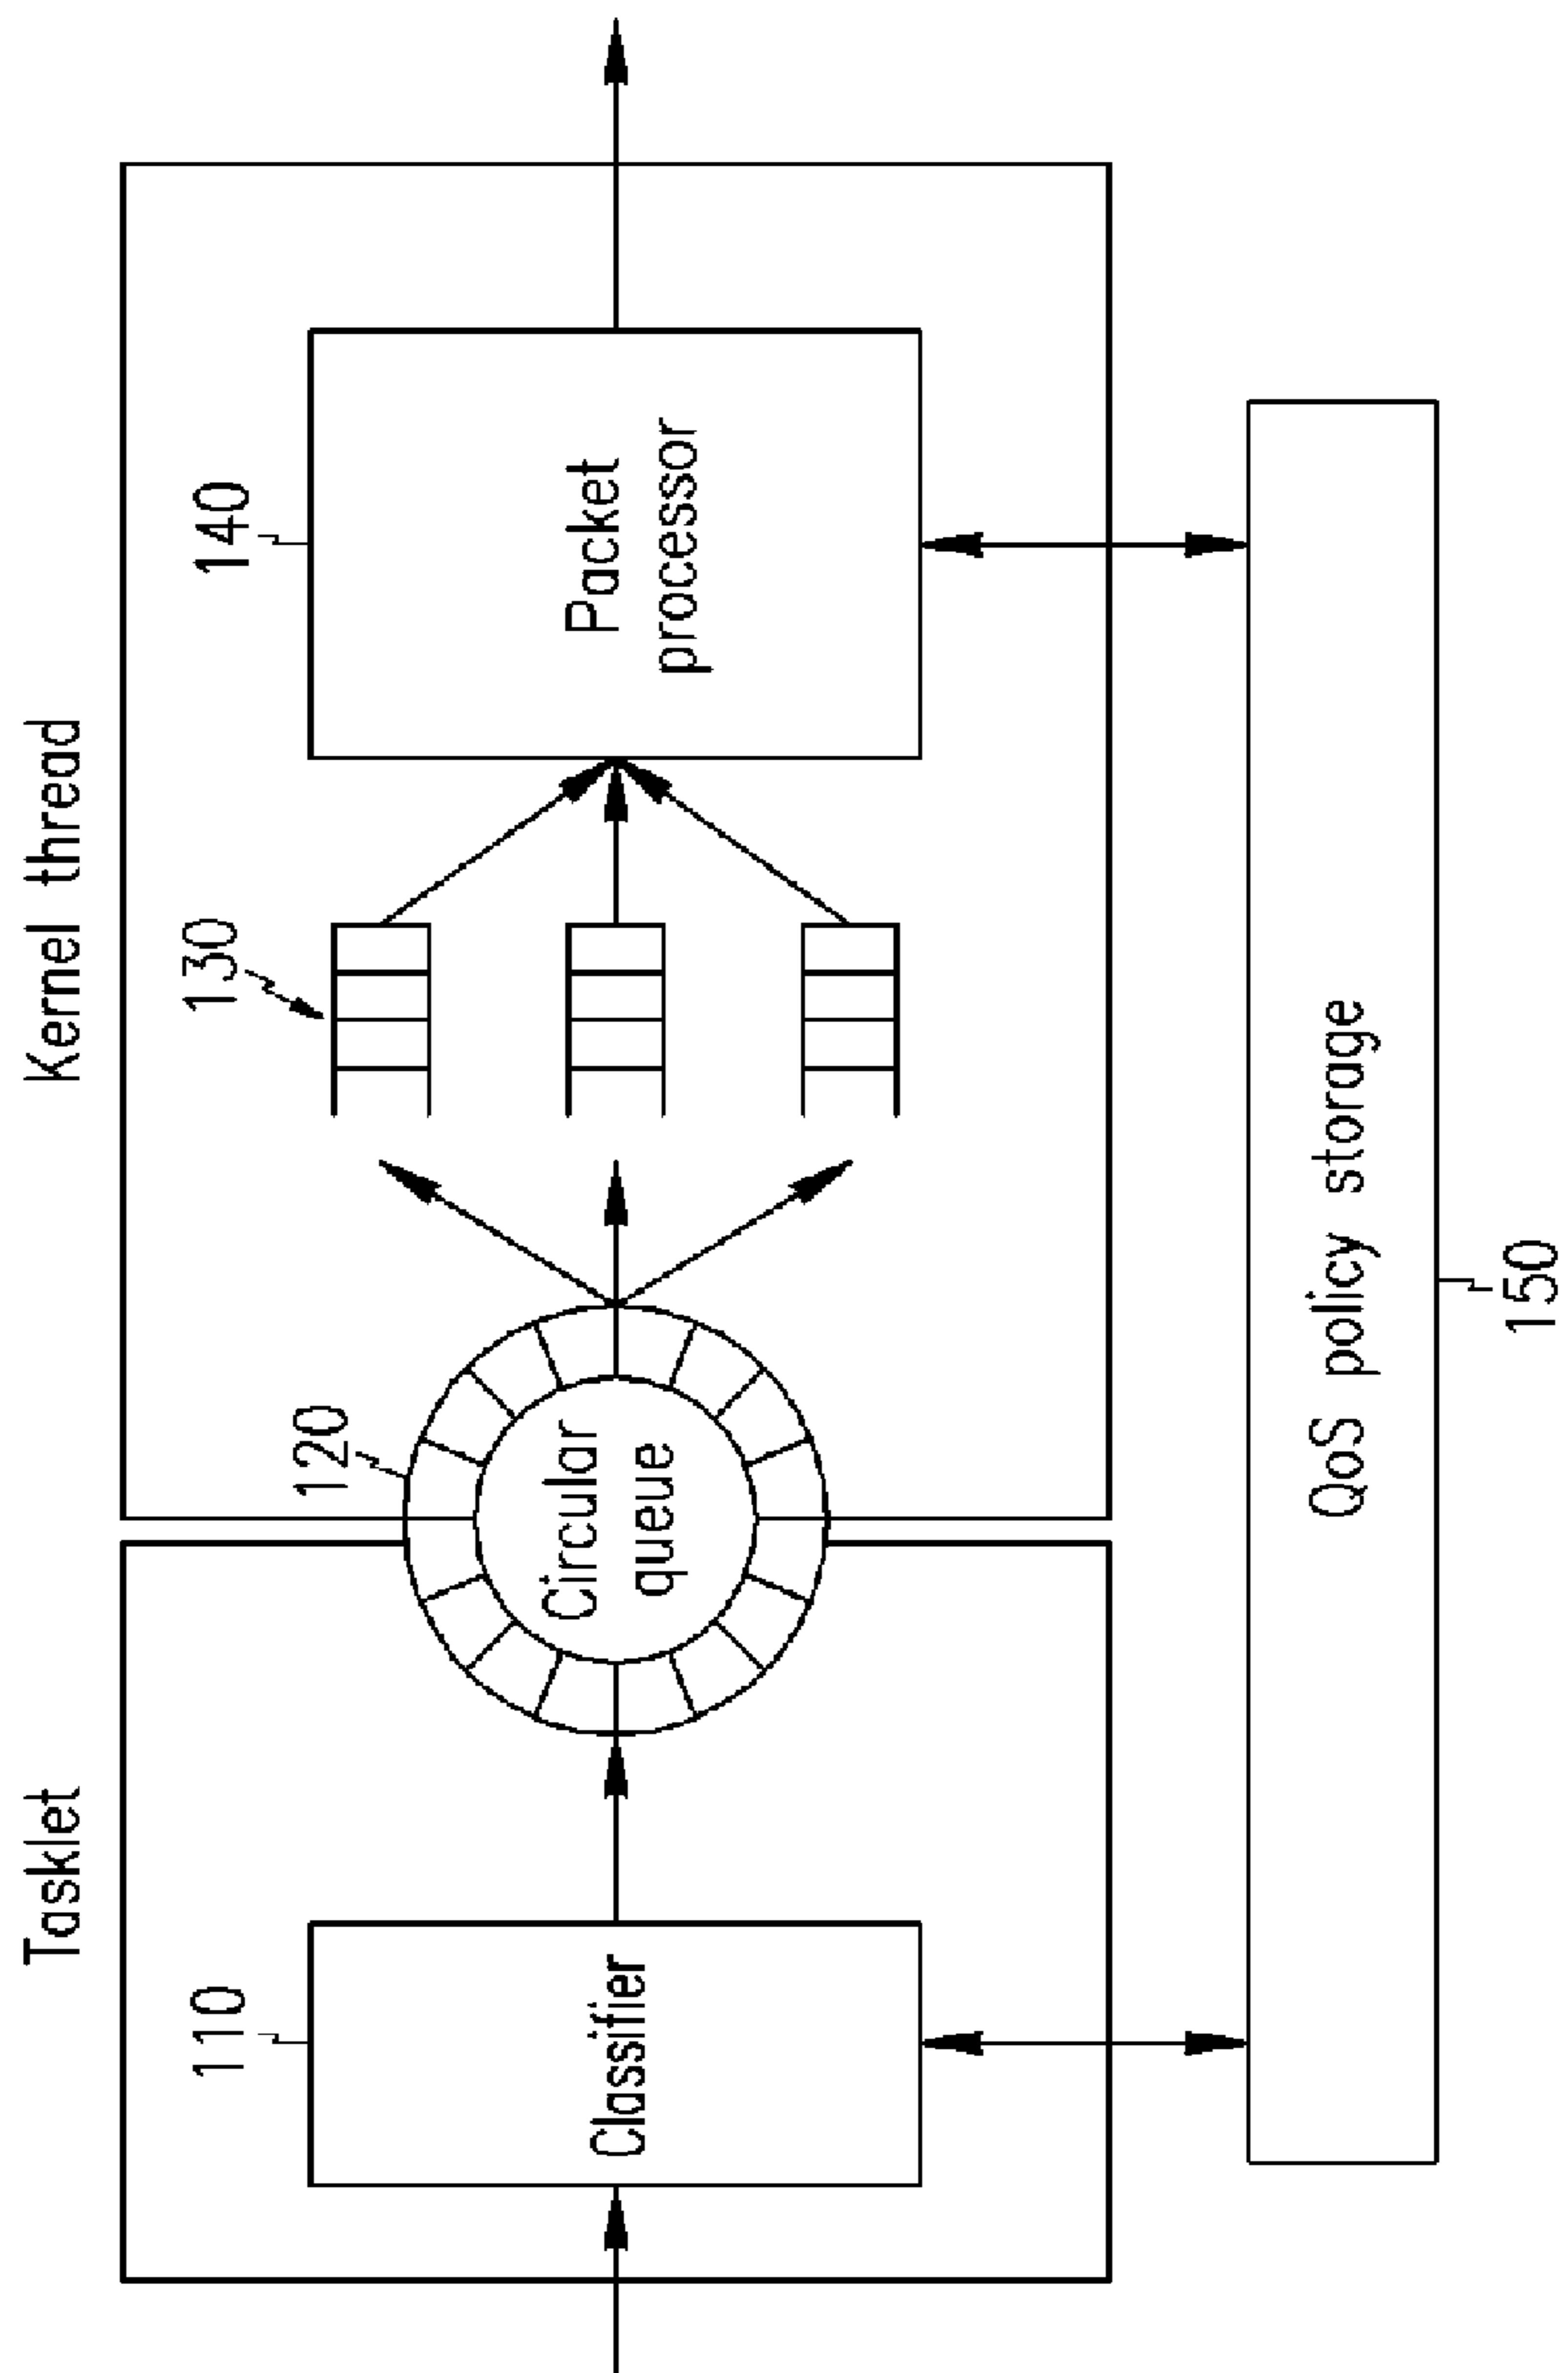 Tasklet
Kernel thread
110
120
130
140
Classifier
Circular
queue
Packet
processor
QoS policy storage
150